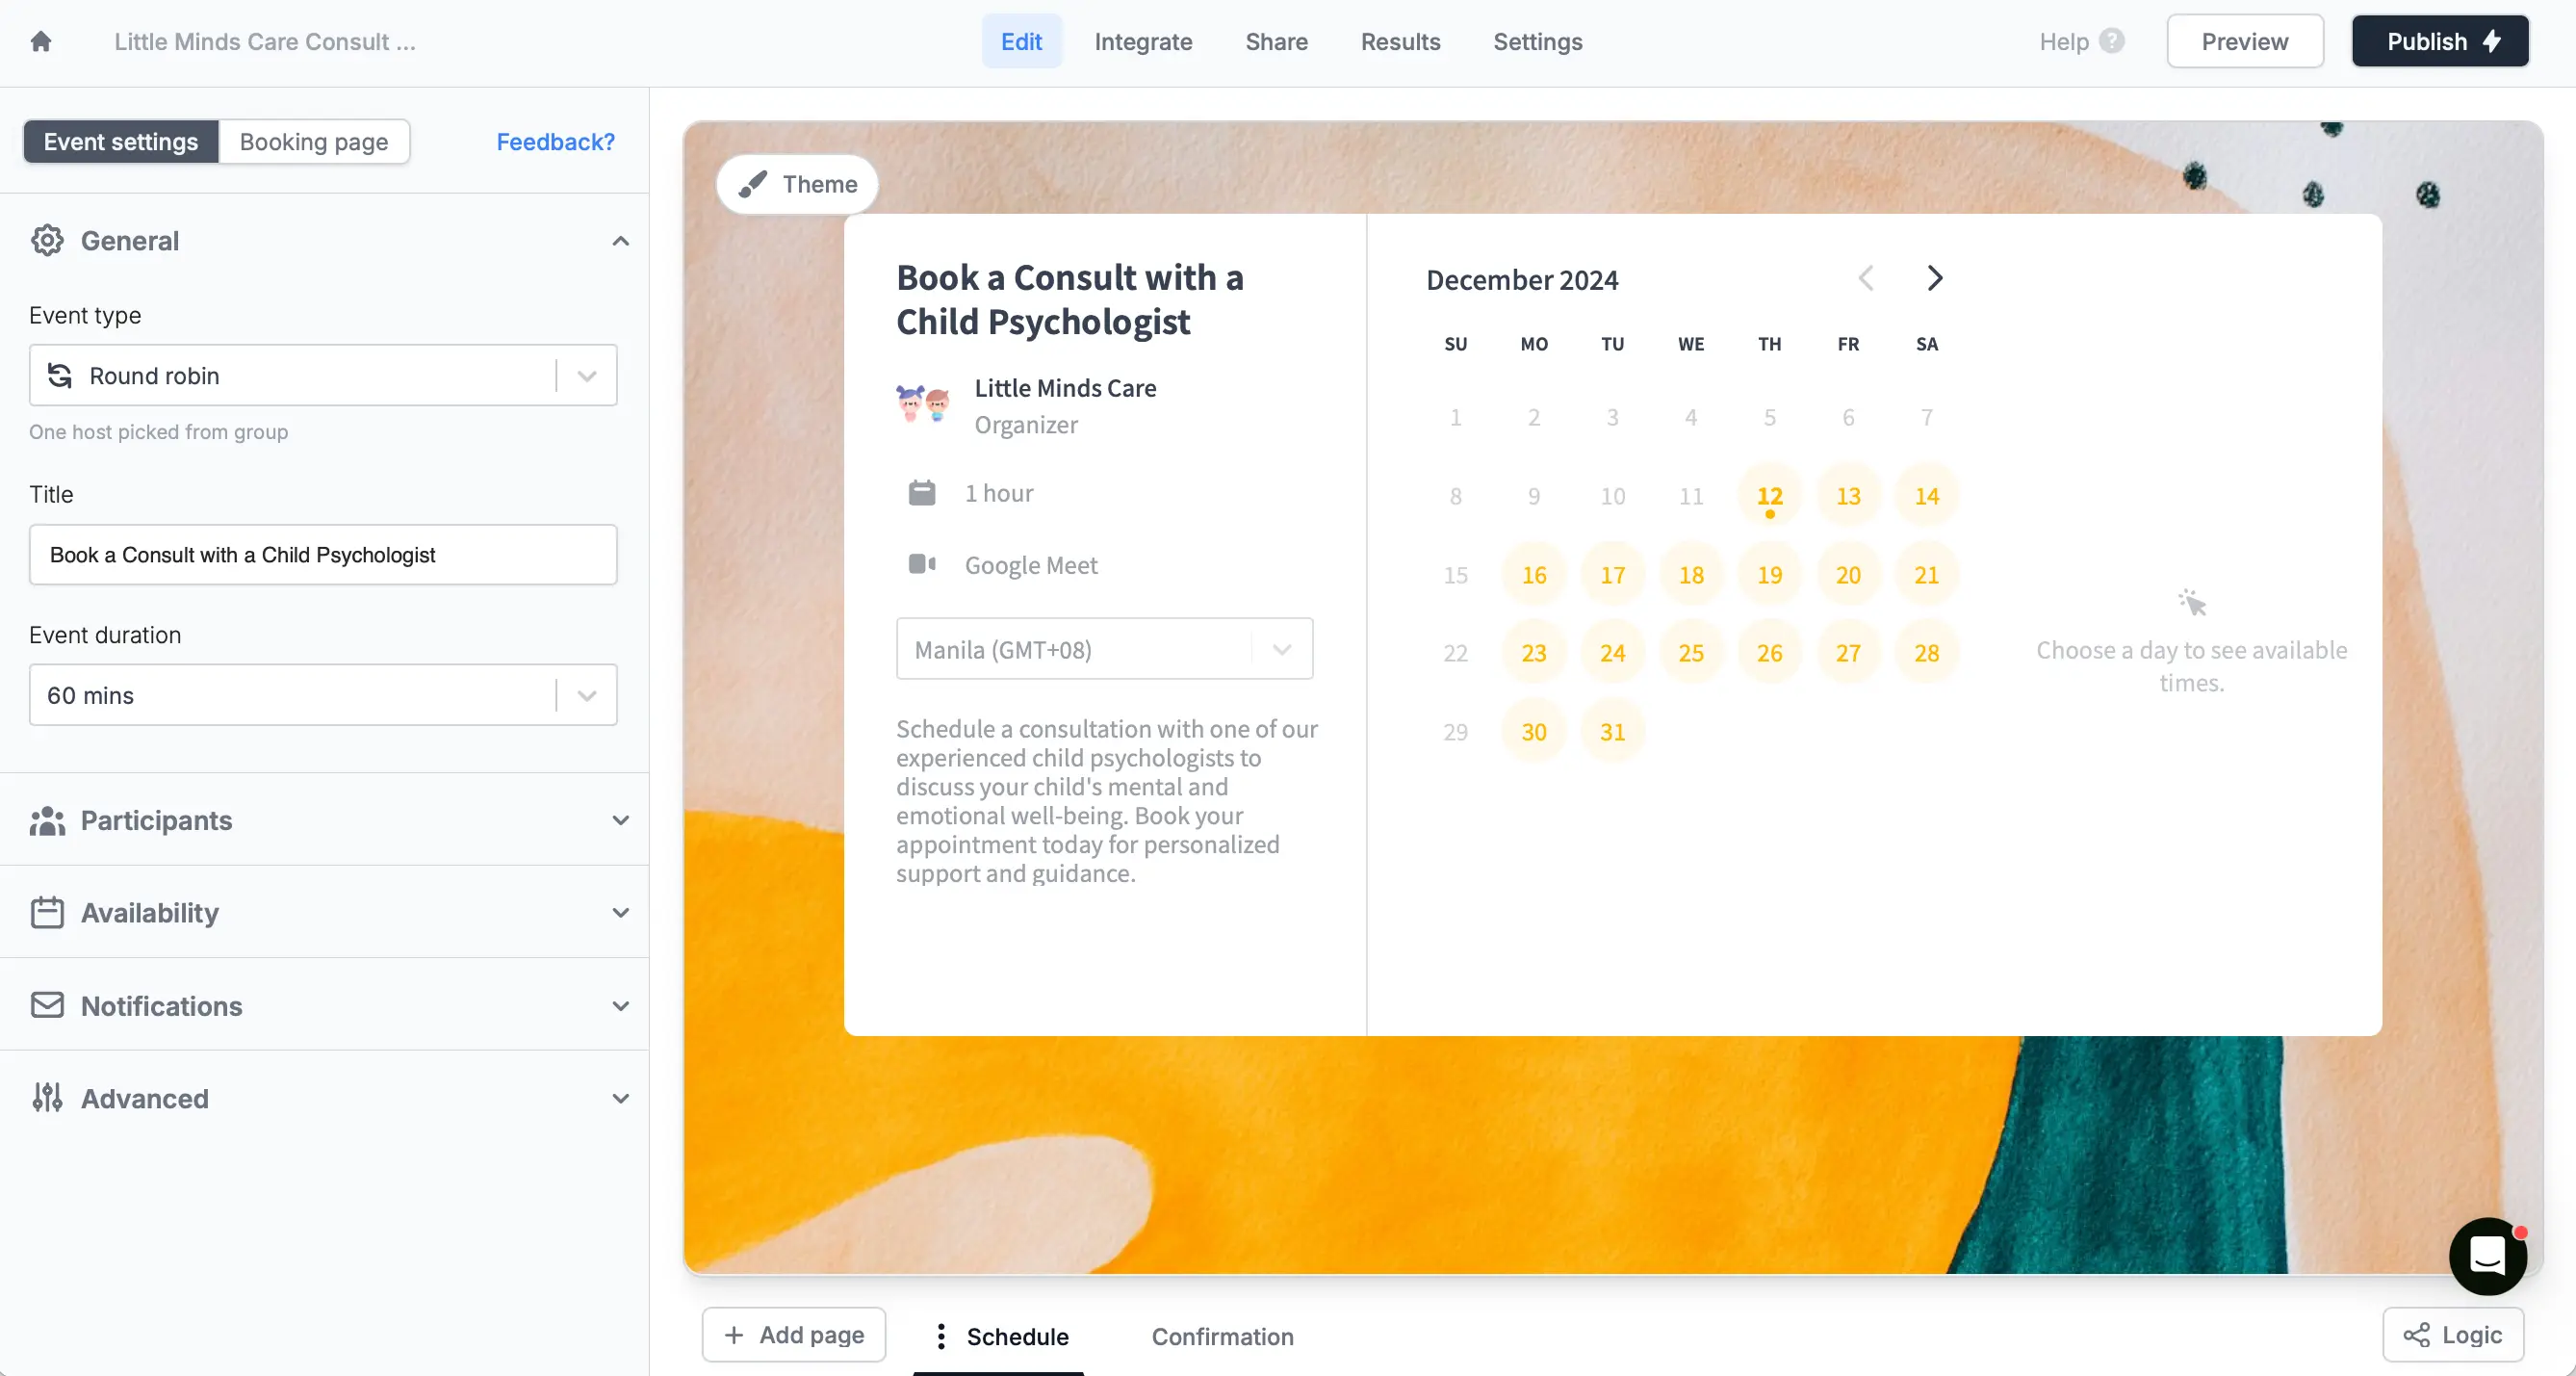 Little Minds Care Consult ...
Edit
Integrate
Share
Results
Settings
Help ?
Preview
Publish
Event settings
Booking page
Feedback?
General
Event type
Round robin
One host picked from group
Title
Book a Consult with a Child Psychologist
Event duration
60 mins
Participants
Availability
Notifications
Advanced
Theme
Book a Consult with a
Child Psychologist
Little Minds Care
Organizer
1 hour
Google Meet
Manila (GMT+08)
Schedule a consultation with one of our
experienced child psychologists to
discuss your child's mental and
emotional well-being. Book your
appointment today for personalized
support and guidance.
December 2024
SU MO TU WE TH FR SA
1 2 3 4 5 6 7
8 9 10 11 12 13 14
15 16 17 18 19 20 21
22 23 24 25 26 27 28
29 30 31
Choose a day to see available
times.
+ Add page
Schedule
Confirmation
Logic